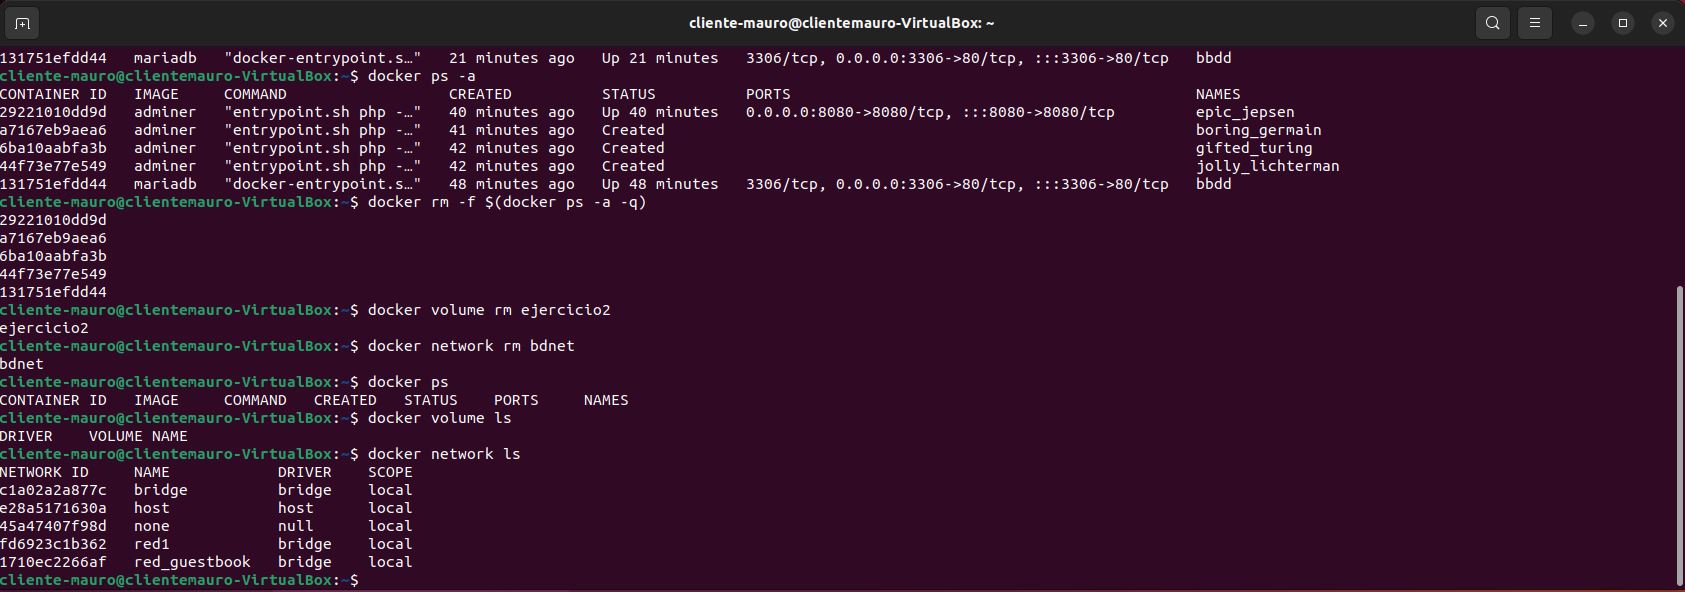 cliente-mauro@clientemauro-VirtualBox: ~
131751efdd44   mariadb   "docker-entrypoint.s…"   21 minutes ago   Up 21 minutes   3306/tcp, 0.0.0.0:3306->80/tcp, :::3306->80/tcp   bbdd
cliente-mauro@clientemauro-VirtualBox:~$ docker ps -a
CONTAINER ID   IMAGE     COMMAND                  CREATED          STATUS          PORTS                                             NAMES
29221010dd9d   adminer   "entrypoint.sh php -…"   40 minutes ago   Up 40 minutes   0.0.0.0:8080->8080/tcp, :::8080->8080/tcp         epic_jepsen
a7167eb9aea6   adminer   "entrypoint.sh php -…"   41 minutes ago   Created                                                           boring_germain
6ba10aabfa3b   adminer   "entrypoint.sh php -…"   42 minutes ago   Created                                                           gifted_turing
44f73e77e549   adminer   "entrypoint.sh php -…"   42 minutes ago   Created                                                           jolly_lichterman
131751efdd44   mariadb   "docker-entrypoint.s…"   48 minutes ago   Up 48 minutes   3306/tcp, 0.0.0.0:3306->80/tcp, :::3306->80/tcp   bbdd
cliente-mauro@clientemauro-VirtualBox:~$ docker rm -f $(docker ps -a -q)
29221010dd9d
a7167eb9aea6
6ba10aabfa3b
44f73e77e549
131751efdd44
cliente-mauro@clientemauro-VirtualBox:~$ docker volume rm ejercicio2
ejercicio2
cliente-mauro@clientemauro-VirtualBox:~$ docker network rm bdnet
bdnet
cliente-mauro@clientemauro-VirtualBox:~$ docker ps
CONTAINER ID   IMAGE     COMMAND   CREATED   STATUS    PORTS     NAMES
cliente-mauro@clientemauro-VirtualBox:~$ docker volume ls
DRIVER    VOLUME NAME
cliente-mauro@clientemauro-VirtualBox:~$ docker network ls
NETWORK ID     NAME            DRIVER    SCOPE
c1a02a2a877c   bridge          bridge    local
e28a5171630a   host            host      local
45a47407f98d   none            null      local
fd6923c1b362   red1            bridge    local
1710ec2266af   red_guestbook   bridge    local
cliente-mauro@clientemauro-VirtualBox:~$